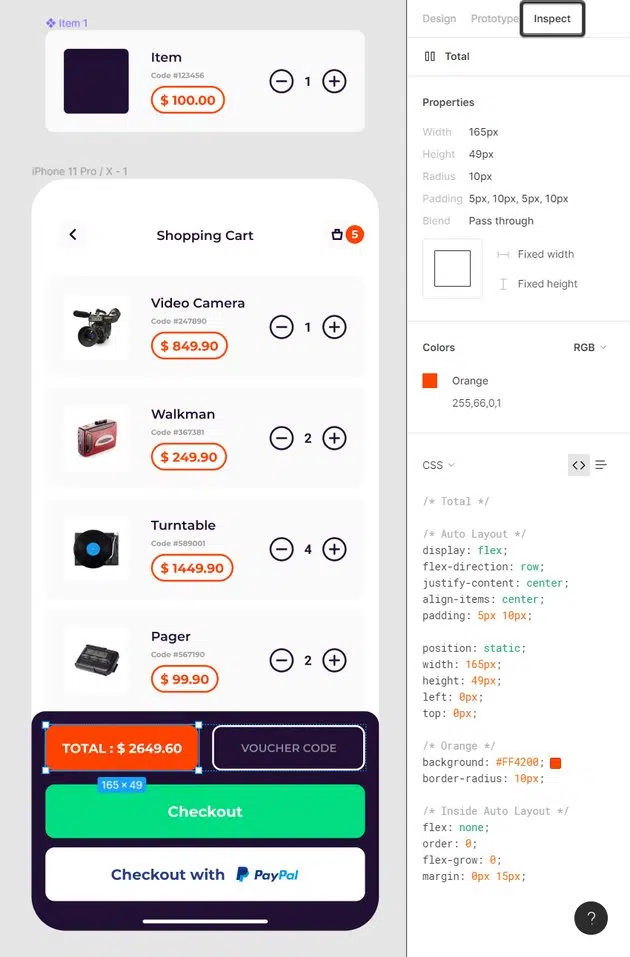 Item 1
Item
Code #123456
$ 100.00
1
iPhone 11 Pro / X - 1
Shopping Cart
5
Video Camera
Code #247890
$ 849.90
1
Walkman
Code #367381
$ 249.90
2
Turntable
Code #589001
$ 1449.90
4
Pager
Code #567190
$ 99.90
2
TOTAL : $ 2649.60
VOUCHER CODE
165 × 49
Checkout
Checkout with PayPal
Design Prototype Inspect
Total
Properties
Width 165px
Height 49px
Radius 10px
Padding 5px, 10px, 5px, 10px
Blend Pass through
Fixed width
Fixed height
Colors RGB
Orange
255,66,0,1
CSS
/* Total */
/* Auto Layout */
display: flex;
flex-direction: row;
justify-content: center;
align-items: center;
padding: 5px 10px;
position: static;
width: 165px;
height: 49px;
left: 0px;
top: 0px;
/* Orange */
background: #FF4200;
border-radius: 10px;
/* Inside Auto Layout */
flex: none;
order: 0;
flex-grow: 0;
margin: 0px 15px;
?